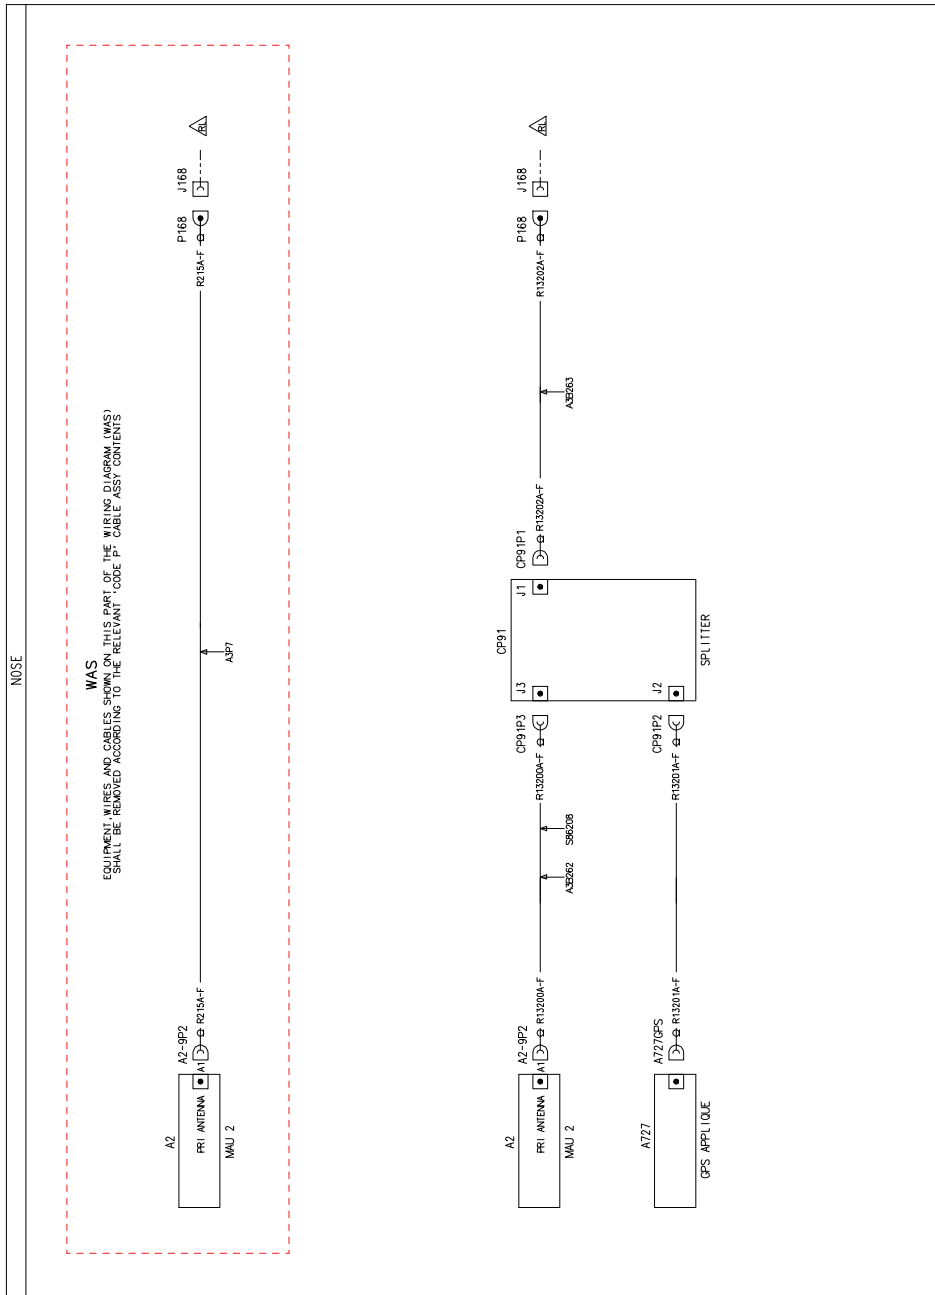 NOSE
WAS
EQUIPMENT,WIRES AND CABLES SHOWN ON THIS PART OF THE WIRING DIAGRAM (WAS)
SHALL BE REMOVED ACCORDING TO THE RELEVANT 'CODE P' CABLE ASSY CONTENTS
A2
PRI ANTENNA
MAU 2
A1
A2-9P2
R215A-F
A3P7
R215A-F
P168
J168
RL
A2
PRI ANTENNA
MAU 2
A1
A2-9P2
R13200A-F
A3B262
S86208
R13200A-F
CP91P3
J3
CP91
SPLITTER
J1
CP91P1
R13202A-F
A3B263
R13202A-F
P168
J168
RL
A727
GPS APPLIQUE
A727GPS
R13201A-F
R13201A-F
CP91P2
J2